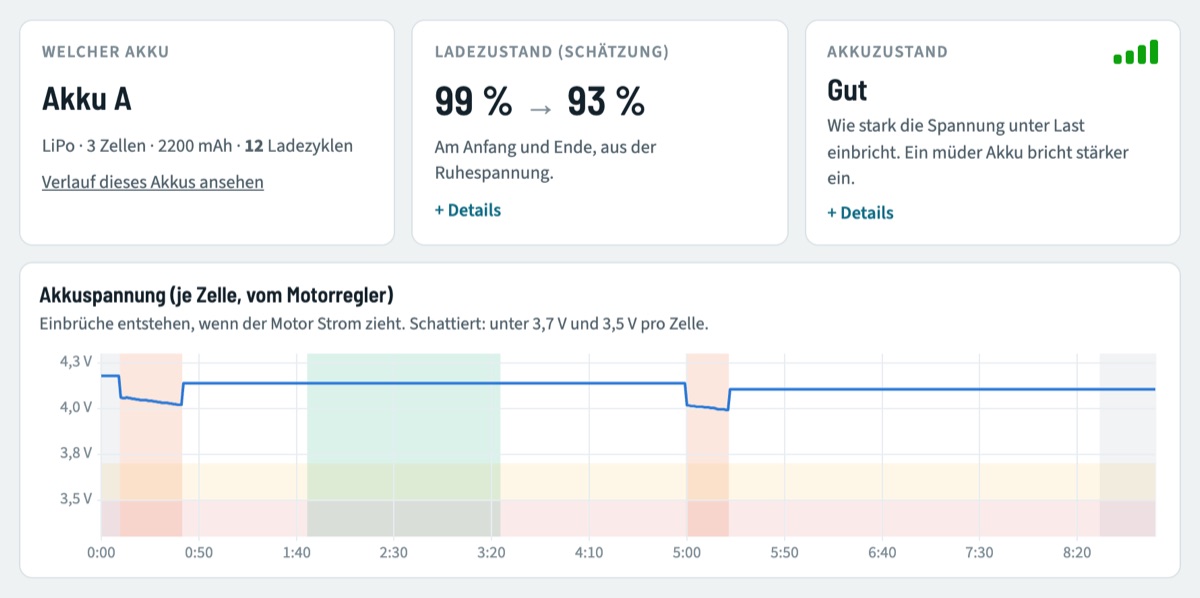 WELCHER AKKU
Akku A
LiPo · 3 Zellen · 2200 mAh · 12 Ladezyklen
Verlauf dieses Akkus ansehen
LADEZUSTAND (SCHÄTZUNG)
99 % → 93 %
Am Anfang und Ende, aus der
Ruhespannung.
+ Details
AKKUZUSTAND
Gut
Wie stark die Spannung unter Last
einbricht. Ein müder Akku bricht stärker
ein.
+ Details
Akkuspannung (je Zelle, vom Motorregler)
Einbrüche entstehen, wenn der Motor Strom zieht. Schattiert: unter 3,7 V und 3,5 V pro Zelle.
4,3 V
4,0 V
3,8 V
3,5 V
0:00 0:50 1:40 2:30 3:20 4:10 5:00 5:50 6:40 7:30 8:20